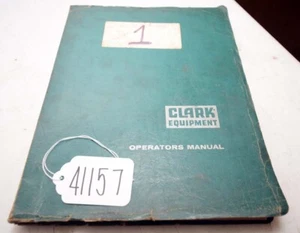 1
CLARK
EQUIPMENT
OPERATORS MANUAL
41157